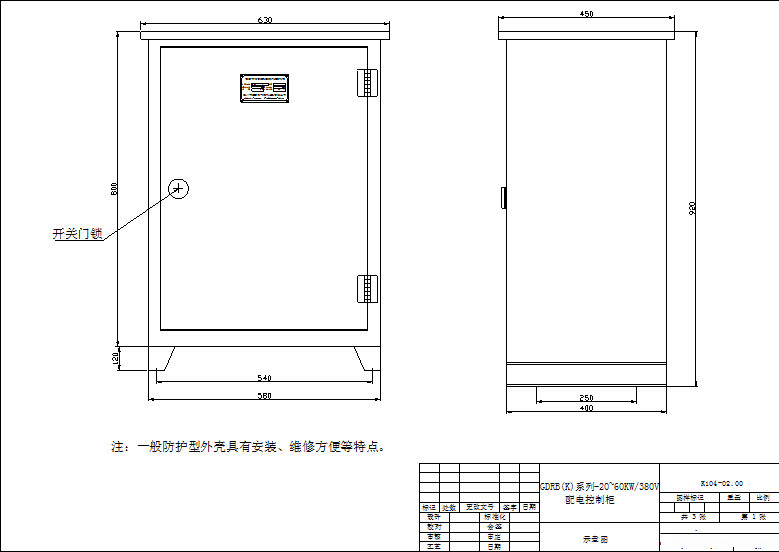 630
450
800
920
开关门锁
120
540
580
250
400
注：一般防护型外壳具有安装、维修方便等特点。
GDRB(K)系列-20~60KW/380V
配电控制柜
K104-02.00
图样标记 重量 比例
标记 处数 更改文号 签字 日期
共 3 张 第 1 张
设计 标准化
校对 会签
审核 审定
工艺 日期
示意图